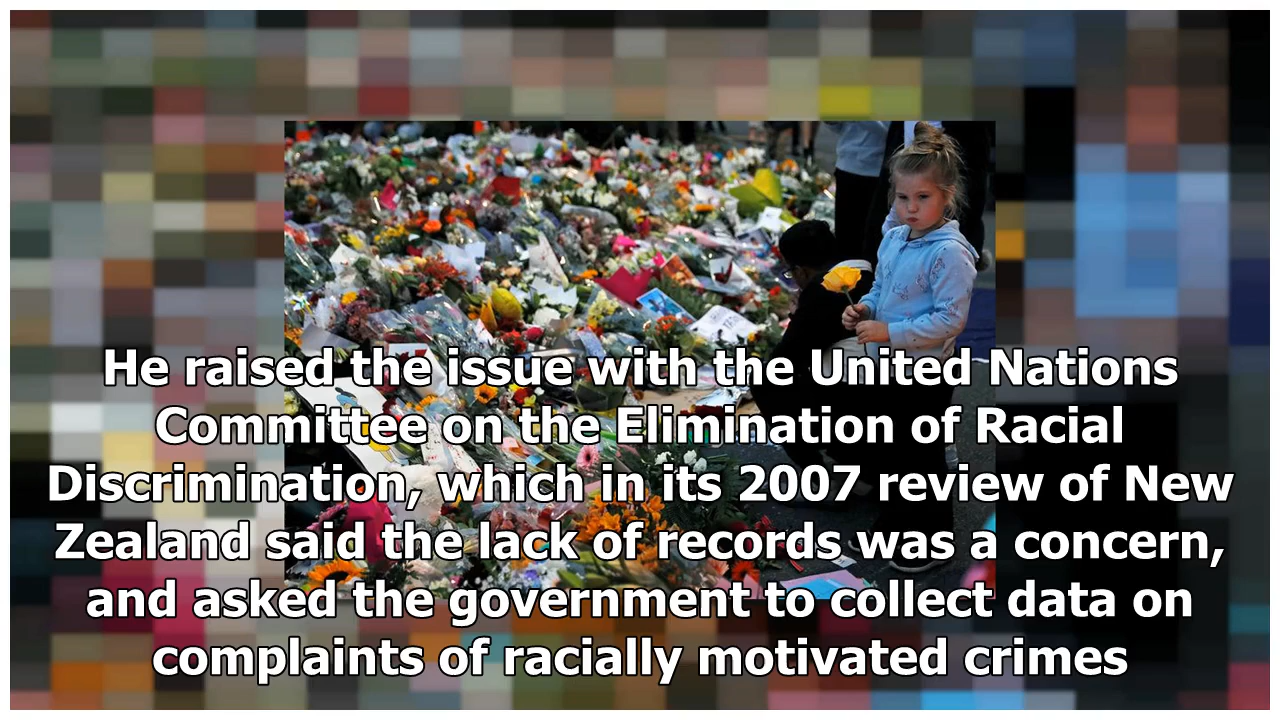 He raised the issue with the United Nations
Committee on the Elimination of Racial
Discrimination, which in its 2007 review of New
Zealand said the lack of records was a concern,
and asked the government to collect data on
complaints of racially motivated crimes